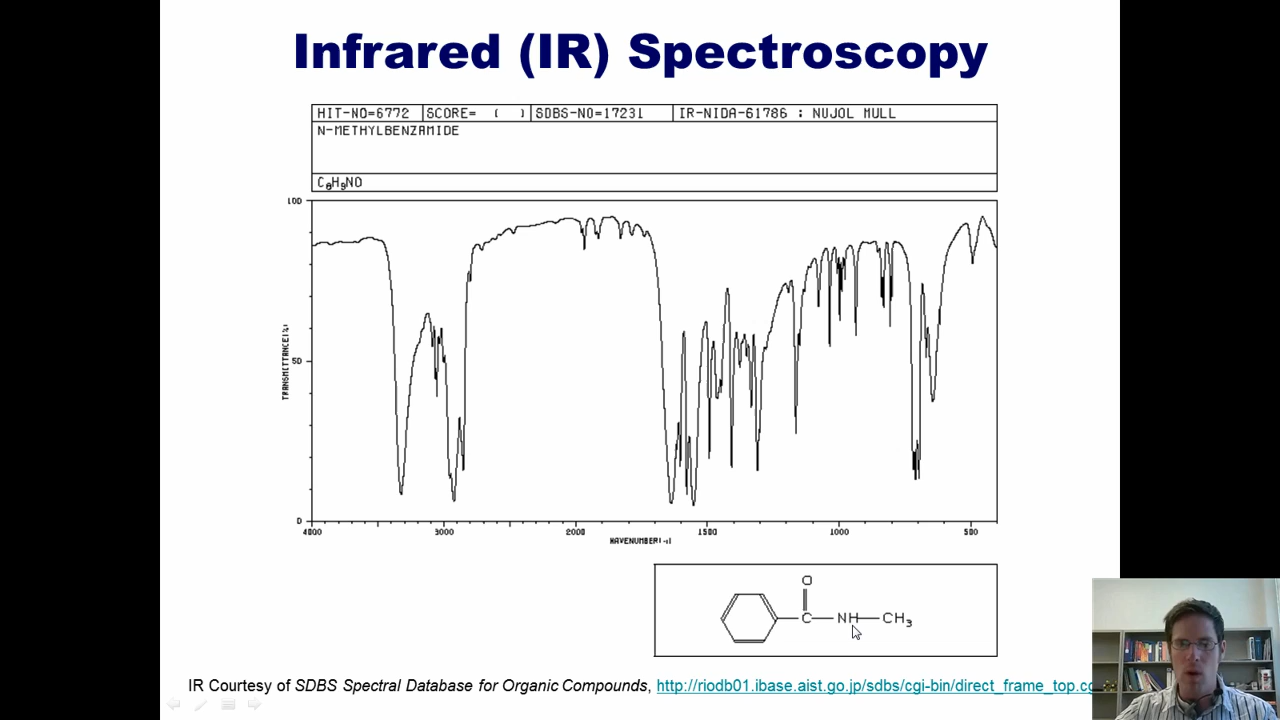 Infrared (IR) Spectroscopy
HIT-NO=6772 SCORE= ( ) SDBS-NO=17231 IR-NIDA-61786 : NUJOL MULL
N-METHYLBENZAMIDE
C8H9NO
100
50
0
TRANSMITTANCE(%)
4000 3000 2000 1500 1000 500
WAVENUMBER(-1)
O
C NH CH3
IR Courtesy of SDBS Spectral Database for Organic Compounds, http://riodb01.ibase.aist.go.jp/sdbs/cgi-bin/direct_frame_top.c